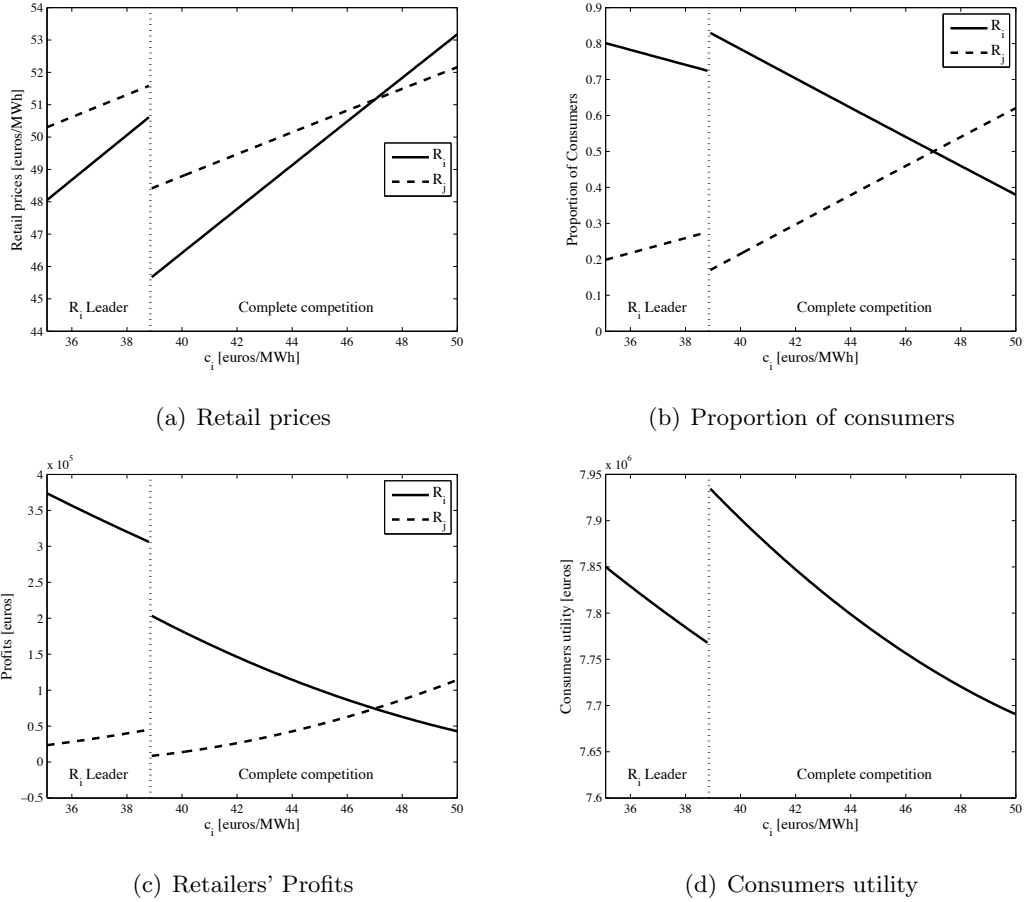 54
53
52
51
50
49
48
47
46
45
44
Retail prices [euros/MWh]
R_i
R_j
R_i Leader
Complete competition
36 38 40 42 44 46 48 50
c_i [euros/MWh]
(a) Retail prices
0.9
0.8
0.7
0.6
0.5
0.4
0.3
0.2
0.1
0
Proportion of Consumers
R_i
R_j
R_i Leader
Complete competition
36 38 40 42 44 46 48 50
c_i [euros/MWh]
(b) Proportion of consumers
x 10^5
4
3.5
3
2.5
2
1.5
1
0.5
0
−0.5
Profits [euros]
R_i
R_j
R_i Leader
Complete competition
36 38 40 42 44 46 48 50
c_i [euros/MWh]
(c) Retailers' Profits
x 10^6
7.95
7.9
7.85
7.8
7.75
7.7
7.65
7.6
Consumers utility [euros]
R_i Leader
Complete competition
36 38 40 42 44 46 48 50
c_i [euros/MWh]
(d) Consumers utility